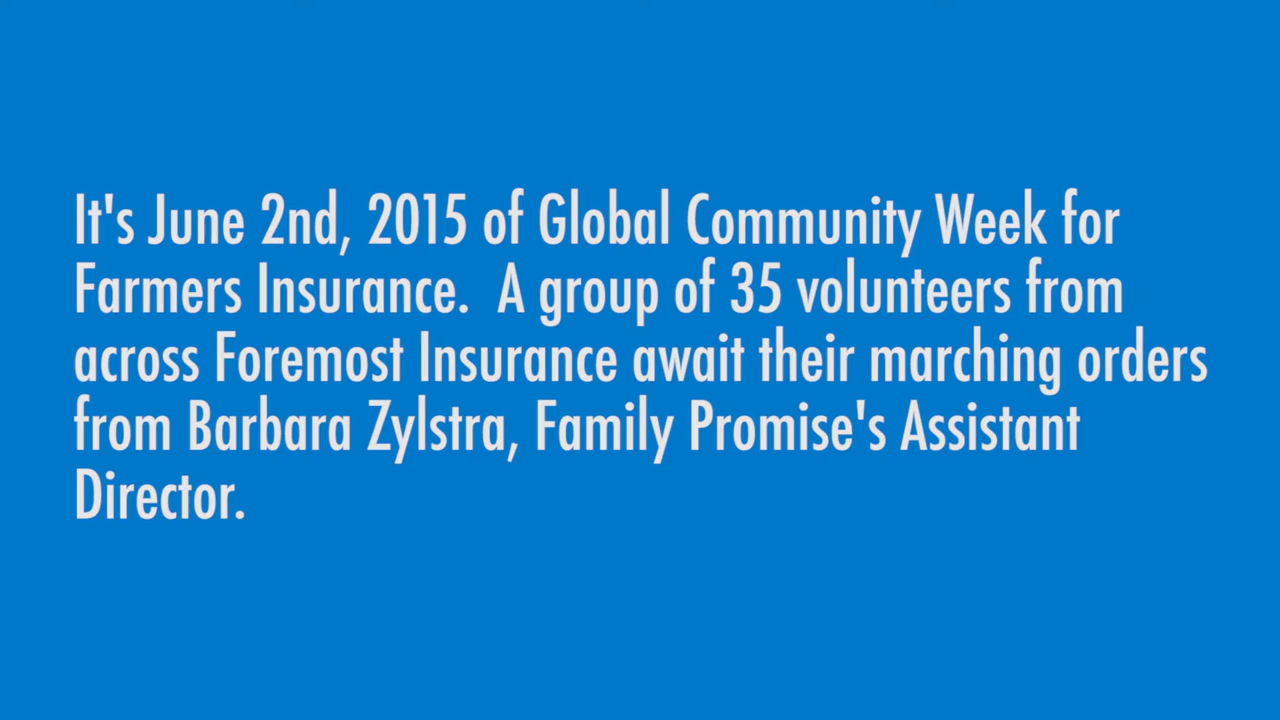 It's June 2nd, 2015 of Global Community Week for
Farmers Insurance.  A group of 35 volunteers from
across Foremost Insurance await their marching orders
from Barbara Zylstra, Family Promise's Assistant
Director.